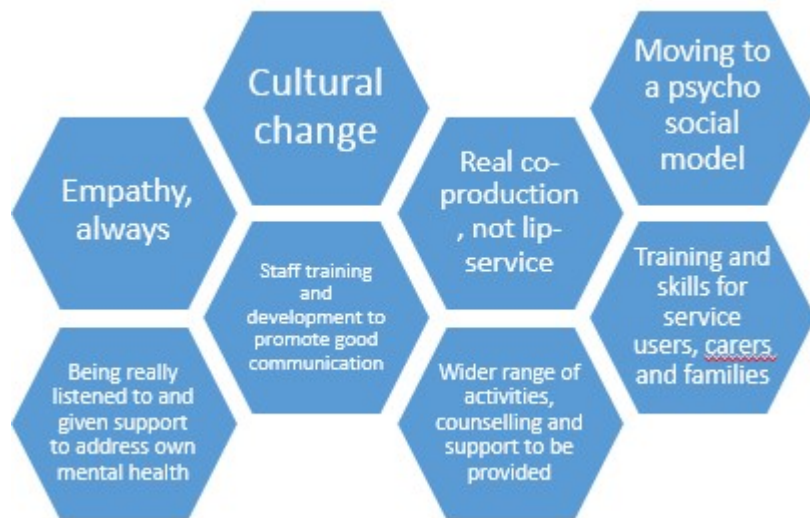 Cultural
change
Moving to
a psycho
social
model
Empathy,
always
Real co-
production
, not lip-
service
Staff training
and
development to
promote good
communication
Training and
skills for
service
users, carers,
and families
Being really
listened to and
given support
to address own
mental health
Wider range of
activities,
counselling and
support to be
provided